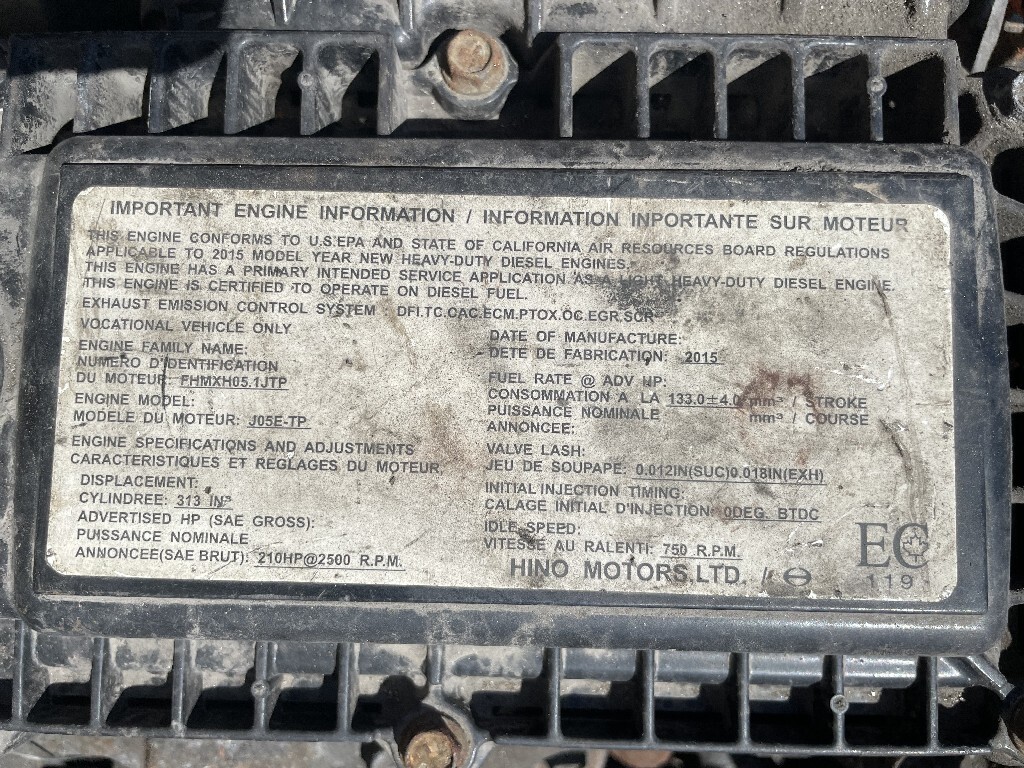 IMPORTANT ENGINE INFORMATION / INFORMATION INPORTANTE SUR MOTEUR
THIS ENGINE CONFORMS TO U.S.EPA AND STATE OF CALIFORNIA AIR RESOURCES BOARD REGULATIONS
APPLICABLE TO 2015 MODEL YEAR NEW HEAVY-DUTY DIESEL ENGINES.
THIS ENGINE HAS A PRIMARY INTENDED SERVICE APPLICATION AS A LIGHT HEAVY-DUTY DIESEL ENGINE.
THIS ENGINE IS CERTIFIED TO OPERATE ON DIESEL FUEL.
EXHAUST EMISSION CONTROL SYSTEM : DFI.TC.CAC.ECM.PTOX.OC.EGR.SCR
VOCATIONAL VEHICLE ONLY
ENGINE FAMILY NAME:
NUMERO D'IDENTIFICATION
DU MOTEUR: FHMXH05.1JTP
ENGINE MODEL:
MODELE DU MOTEUR: J05E-TP
ENGINE SPECIFICATIONS AND ADJUSTMENTS
CARACTERISTIQUES ET REGLAGES DU MOTEUR
DISPLACEMENT:
CYLINDREE: 313 IN³
ADVERTISED HP (SAE GROSS):
PUISSANCE NOMINALE
ANNONCEE(SAE BRUT): 210HP@2500 R.P.M.
DATE OF MANUFACTURE:
DETE DE FABRICATION: 2015
FUEL RATE @ ADV HP:
CONSOMMATION A LA 133.0±4.0 mm³ / STROKE
PUISSANCE NOMINALE mm³ / COURSE
ANNONCEE:
VALVE LASH:
JEU DE SOUPAPE: 0.012IN(SUC)0.018IN(EXH)
INITIAL INJECTION TIMING:
CALAGE INITIAL D'INJECTION: 0DEG. BTDC
IDLE SPEED:
VITESSE AU RALENTI: 750 R.P.M.
HINO MOTORS.LTD.
EC
119